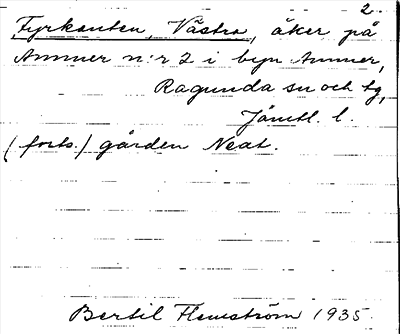 2.
Fyrkanten, Västra, åker på
Ammer n:r 2 i byn Ammer,
Ragunda sn och tg,
Jämtl. l.
(forts.) gården Neat.
Bertil Flemström 1935.